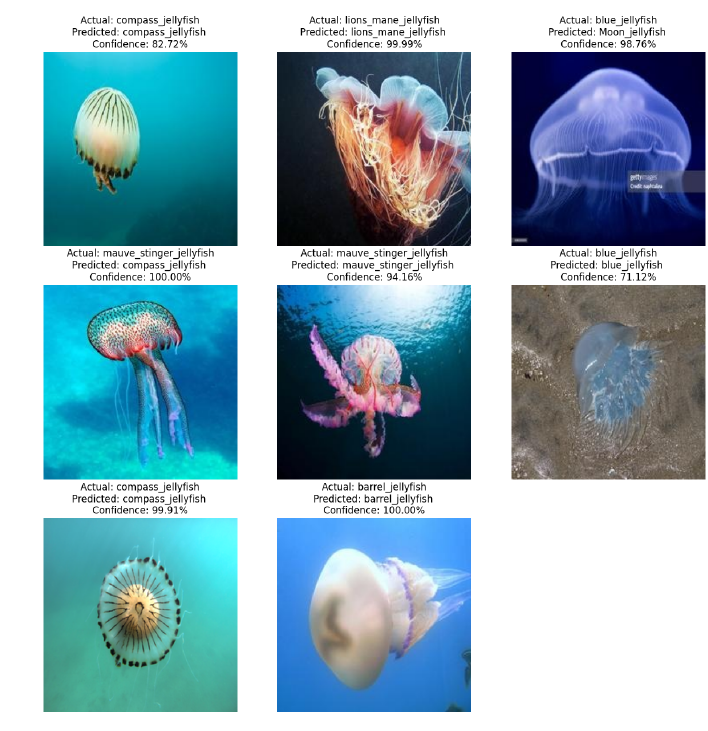 Actual: compass_jellyfish
Predicted: compass_jellyfish
Confidence: 82.72%
Actual: lions_mane_jellyfish
Predicted: lions_mane_jellyfish
Confidence: 99.99%
Actual: blue_jellyfish
Predicted: Moon_jellyfish
Confidence: 98.76%
gettyimages
Actual: mauve_stinger_jellyfish
Predicted: compass_jellyfish
Confidence: 100.00%
Actual: mauve_stinger_jellyfish
Predicted: mauve_stinger_jellyfish
Confidence: 94.16%
Actual: blue_jellyfish
Predicted: blue_jellyfish
Confidence: 71.12%
Actual: compass_jellyfish
Predicted: compass_jellyfish
Confidence: 99.91%
Actual: barrel_jellyfish
Predicted: barrel_jellyfish
Confidence: 100.00%